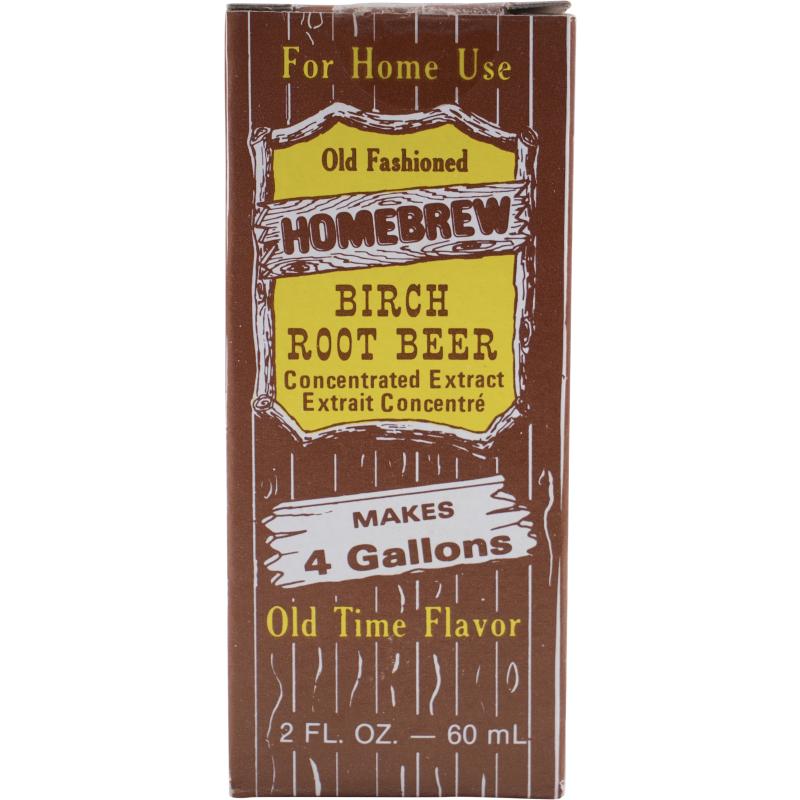 For Home Use
Old Fashioned
HOMEBREW
BIRCH
ROOT BEER
Concentrated Extract
Extrait Concentré
MAKES
4 Gallons
Old Time Flavor
2 FL. OZ. — 60 mL